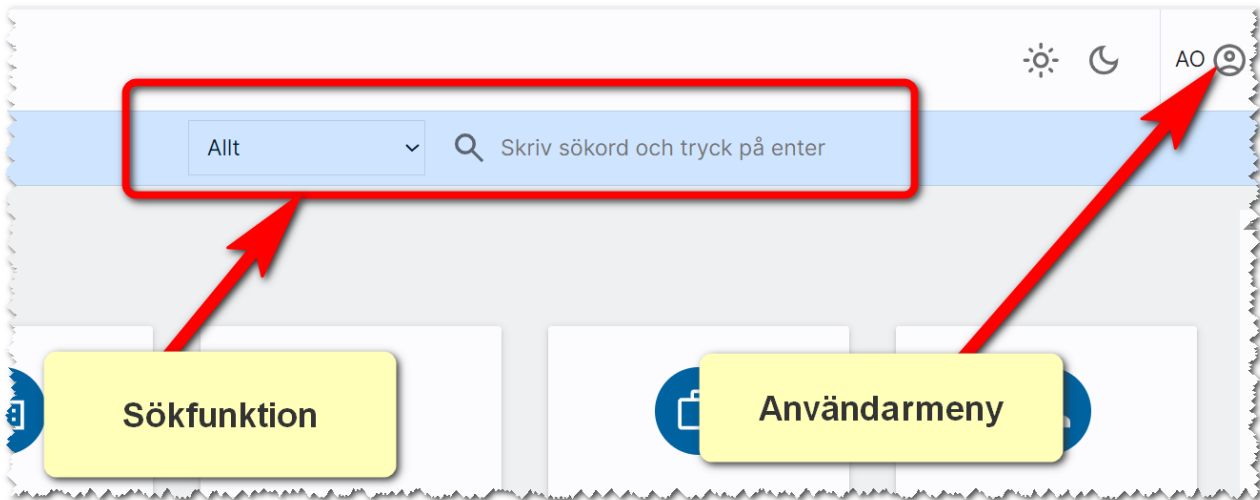 AO
Allt
Skriv sökord och tryck på enter
Sökfunktion
Användarmeny